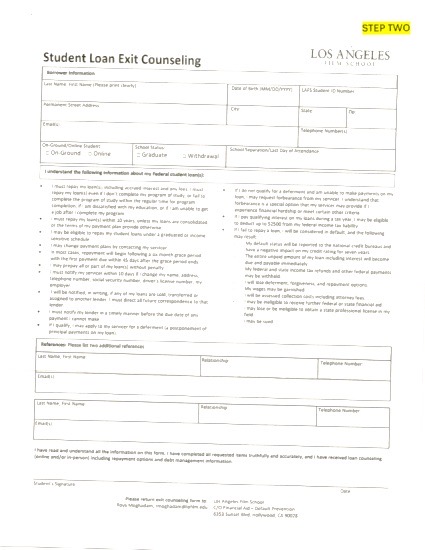 STEP TWO
Student Loan Exit Counseling
LOS ANGELES
FILM SCHOOL
Borrower Information
Last Name, First Name (Please print clearly)
Date of Birth (MM/DD/YYYY)
LAFS Student ID Number
Permanent Street Address
City
State
Zip
Email(s)
Telephone Number(s)
On-Ground/Online Student
On-Ground
Online
School Status
Graduate
Withdrawal
School Separation/Last Day of Attendance
I understand the following information about my federal student loan(s)
I must repay my loan(s), including accrued interest and any fees. I must
repay my loan(s) even if I don't complete my program of study, or fail to
complete the program of study within the regular time for program
completion, if I am dissatisfied with my education, or if I am unable to get
a job after I complete my program
I must repay my loan(s) within 10 years unless my loans are consolidated
or the terms of my payment plan provide otherwise
I may be eligible to repay my student loans under a graduated or income
sensitive schedule
I may change payment plans by contacting my servicer
In most cases, repayment will begin following a 6 month grace period
with the first payment due within 45 days after the grace period ends
I may prepay all or part of my loan(s) without penalty
I must notify my servicer within 10 days if I change my name, address,
telephone number, social security number, driver's license number, my
employer
I will be notified, in writing, if any of my loans are sold, transferred or
assigned to another lender. I must direct all future correspondence to that
lender
I must notify my lender in a timely manner before the due date of any
payment I cannot make
If I qualify, I may apply to my servicer for a deferment (a postponement of
principal payments on my loan)
If I do not qualify for a deferment and am unable to make payments on my
loan, I may request forbearance from my servicer. I understand that
forbearance is a special option that my servicer may provide if I
experience financial hardship or meet certain other criteria
If I pay qualifying interest on my loans during a tax year, I may be eligible
to deduct up to $2500 from my federal income tax liability
If I fail to repay a loan, I will be considered in default, and the following
may result:
My default status will be reported to the national credit bureau and
have a negative impact on my credit rating for seven years
The entire unpaid amount of my loan including interest will become
due and payable immediately
My federal and state income tax refunds and other federal payments
may be withheld
I will lose deferment, forgiveness, and repayment options
My wages may be garnished
I will be assessed collection costs including attorney fees
I may be ineligible to receive further federal or state financial aid
I may lose or be ineligible to obtain a state professional license in my
field
I may be sued
References: Please list two additional references
Last Name, First Name
Relationship
Telephone Number
Email(s)
Last Name, First Name
Relationship
Telephone Number
Email(s)
I have read and understand all the information on this form. I have completed all requested items truthfully and accurately, and I have received loan counseling
(online and/or in-person) including repayment options and debt management information.
Student's Signature
Date
Please return exit counseling form to
Los Angeles Film School
C/O Financial Aid – Default Prevention
6353 Sunset Blvd. Hollywood, CA 90028